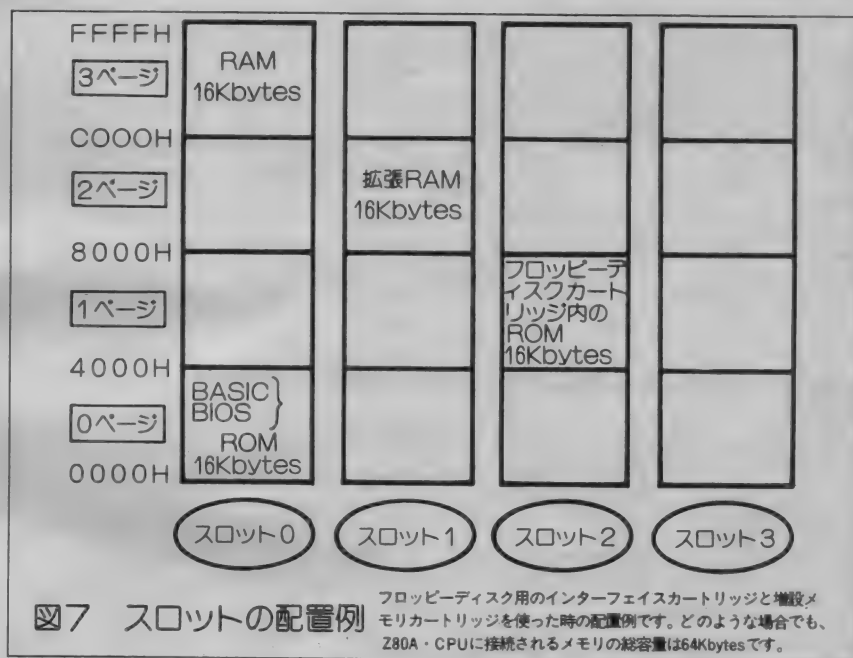 FFFFH
3ページ
C000H
2ページ
8000H
1ページ
4000H
0ページ
0000H
RAM
16Kbytes
BASIC
BIOS
ROM
16Kbytes
拡張RAM
16Kbytes
フロッピーデ
ィスクカート
リッジ内の
ROM
16Kbytes
スロット0
スロット1
スロット2
スロット3
図7 スロットの配置例
フロッピーディスク用のインターフェイスカートリッジと増設メ
モリカートリッジを使った時の配置例です。どのような場合でも、
Z80A・CPUに接続されるメモリの総容量は64Kbytesです。